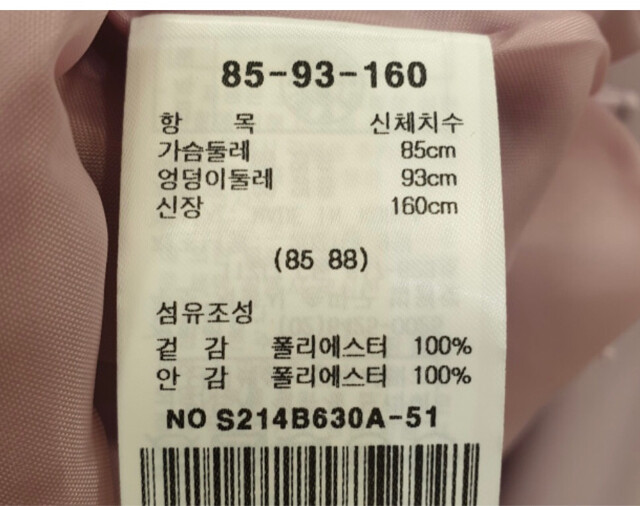 85-93-160
항 목 신체치수
가슴둘레 85cm
엉덩이둘레 93cm
신장 160cm
(85 88)
섬유조성
겉 감 폴리에스터 100%
안 감 폴리에스터 100%
NO S214B630A-51